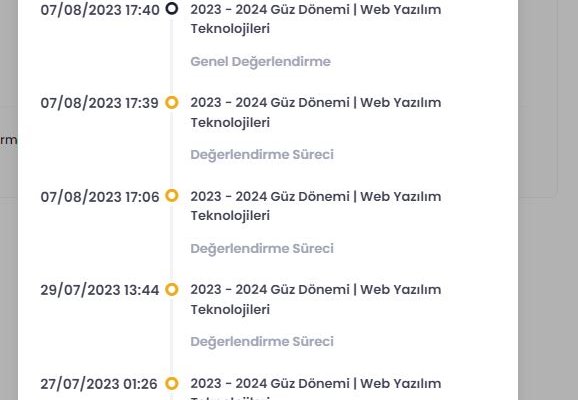 07/08/2023 17:40 2023 - 2024 Güz Dönemi | Web Yazılım
Teknolojileri
Genel Değerlendirme
07/08/2023 17:39 2023 - 2024 Güz Dönemi | Web Yazılım
Teknolojileri
rm
Değerlendirme Süreci
07/08/2023 17:06 2023 - 2024 Güz Dönemi | Web Yazılım
Teknolojileri
Değerlendirme Süreci
29/07/2023 13:44 2023 - 2024 Güz Dönemi | Web Yazılım
Teknolojileri
Değerlendirme Süreci
27/07/2023 01:26 2023 - 2024 Güz Dönemi | Web Yazılım